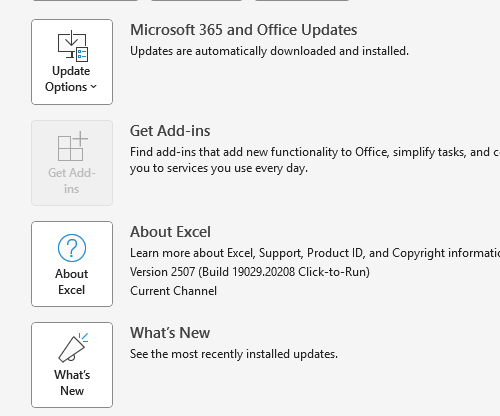 Microsoft 365 and Office Updates
Updates are automatically downloaded and installed.
Update
Options
Get Add-ins
Find add-ins that add new functionality to Office, simplify tasks, and c
you to services you use every day.
Get Add-
ins
About Excel
Learn more about Excel, Support, Product ID, and Copyright informatio
Version 2507 (Build 19029.20208 Click-to-Run)
Current Channel
About
Excel
What's New
See the most recently installed updates.
What's
New